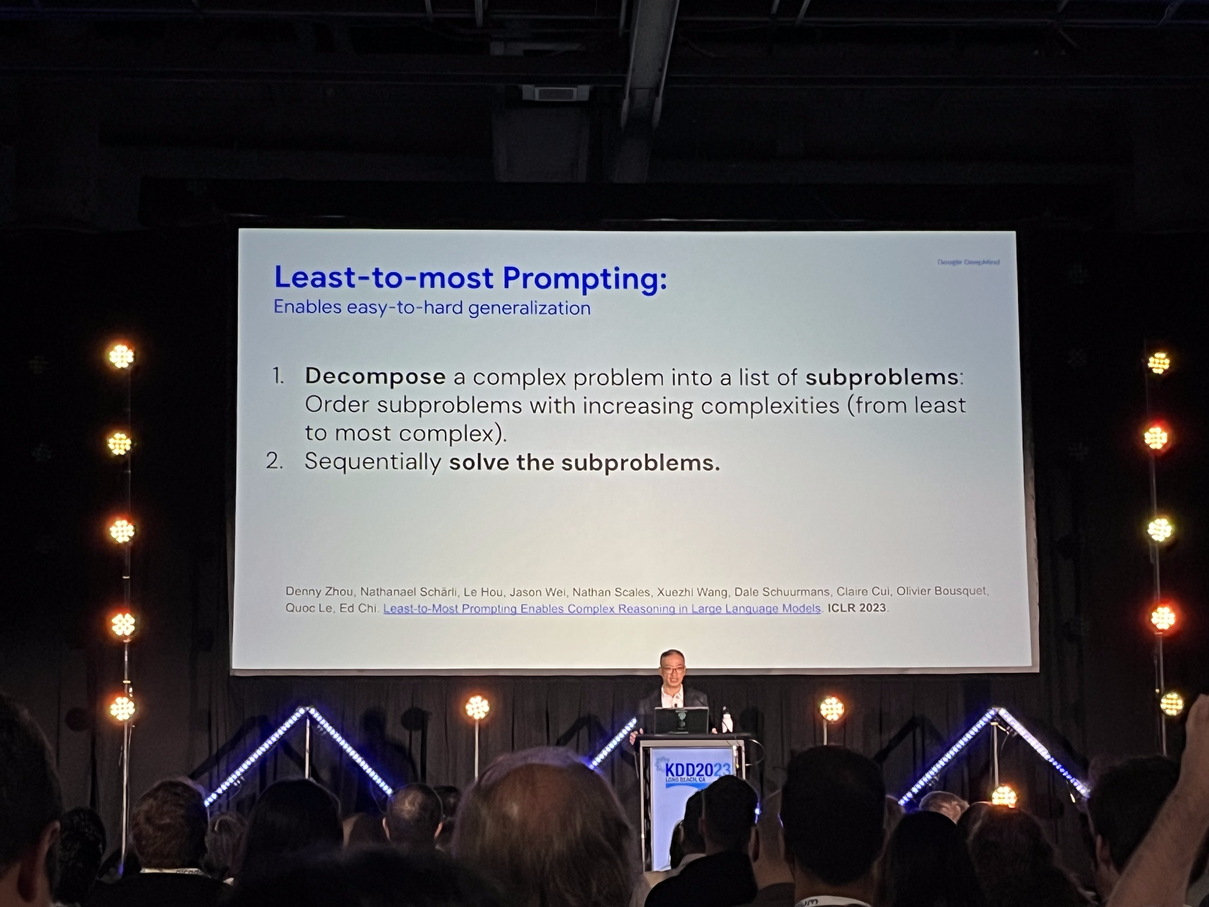 Google DeepMind
Least-to-most Prompting:
Enables easy-to-hard generalization
1. Decompose a complex problem into a list of subproblems:
Order subproblems with increasing complexities (from least
to most complex).
2. Sequentially solve the subproblems.
Denny Zhou, Nathanael Schärli, Le Hou, Jason Wei, Nathan Scales, Xuezhi Wang, Dale Schuurmans, Claire Cui, Olivier Bousquet,
Quoc Le, Ed Chi. Least-to-Most Prompting Enables Complex Reasoning in Large Language Models. ICLR 2023.
KDD2023
LONG BEACH, CA